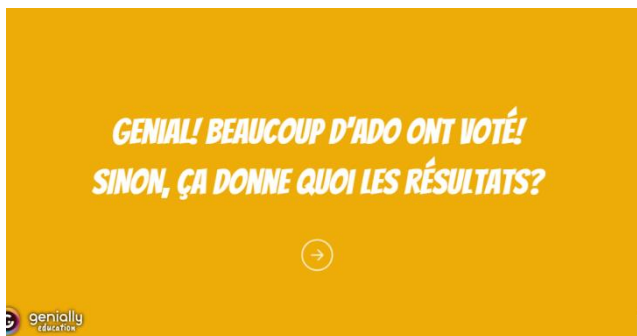 GENIAL! BEAUCOUP D'ADO ONT VOTÉ!
SINON, ÇA DONNE QUOI LES RÉSULTATS?
genially
education